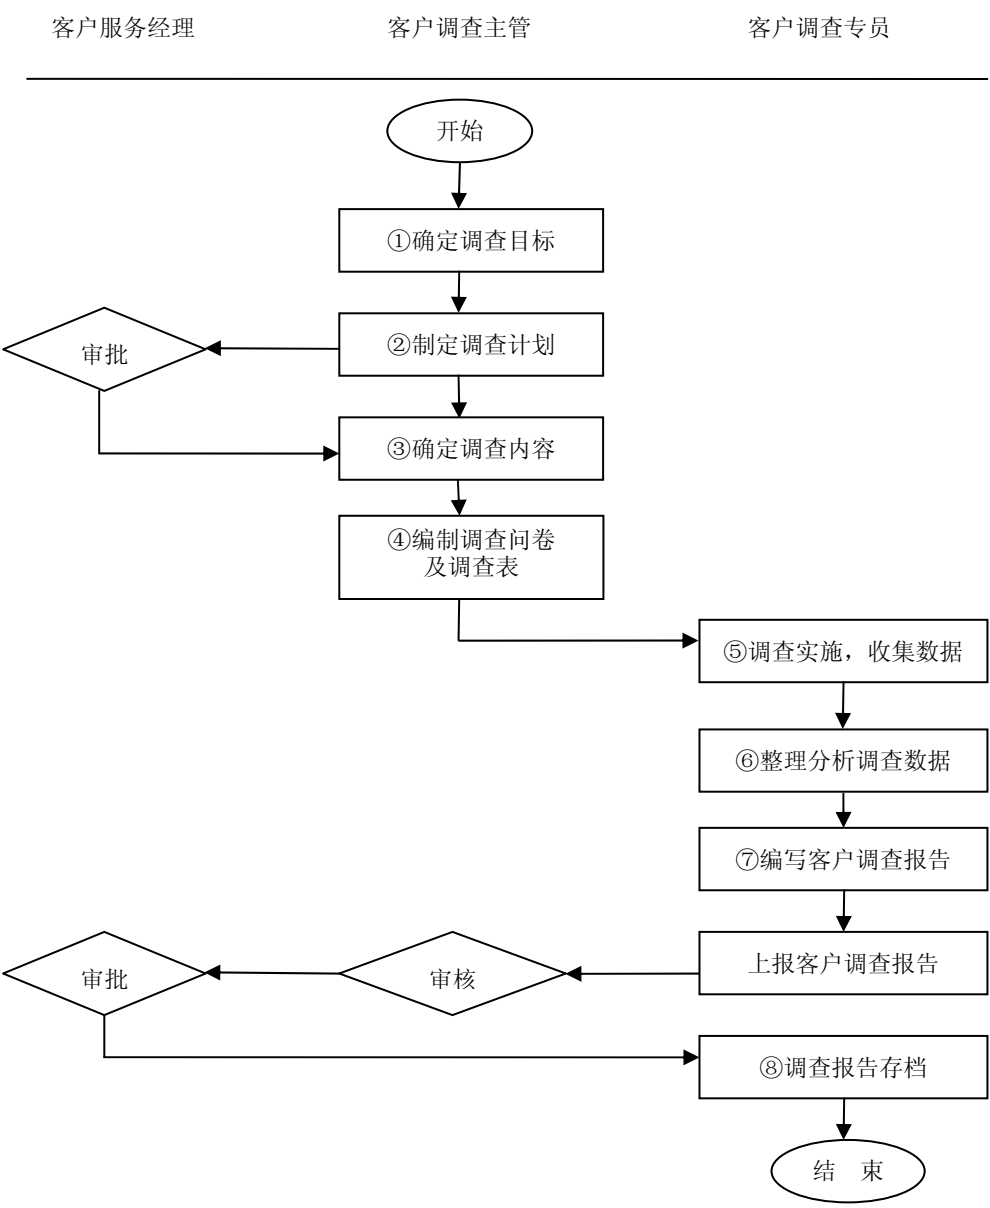 客户服务经理
客户调查主管
客户调查专员
开始
①确定调查目标
审批
②制定调查计划
③确定调查内容
④编制调查问卷
及调查表
⑤调查实施，收集数据
⑥整理分析调查数据
⑦编写客户调查报告
上报客户调查报告
审核
审批
⑧调查报告存档
结 束